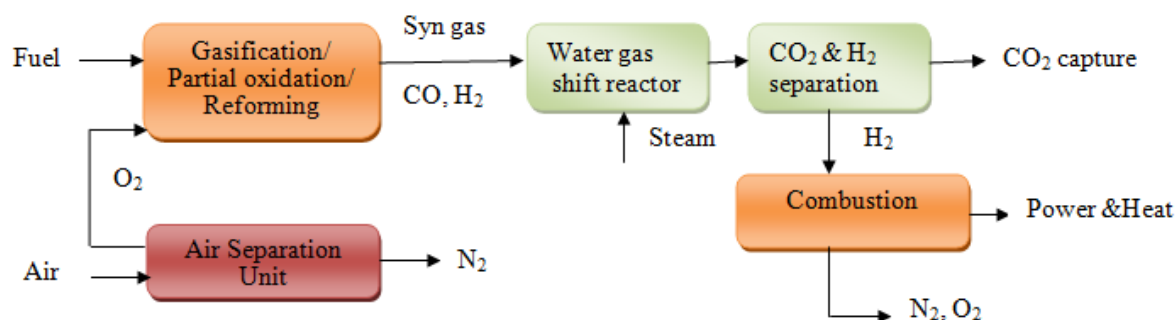 Fuel
Gasification/
Partial oxidation/
Reforming
Syn gas
CO, H₂
Water gas
shift reactor
Steam
CO₂ & H₂
separation
CO₂ capture
H₂
O₂
Combustion
Power &Heat
Air
Air Separation
Unit
N₂
N₂, O₂